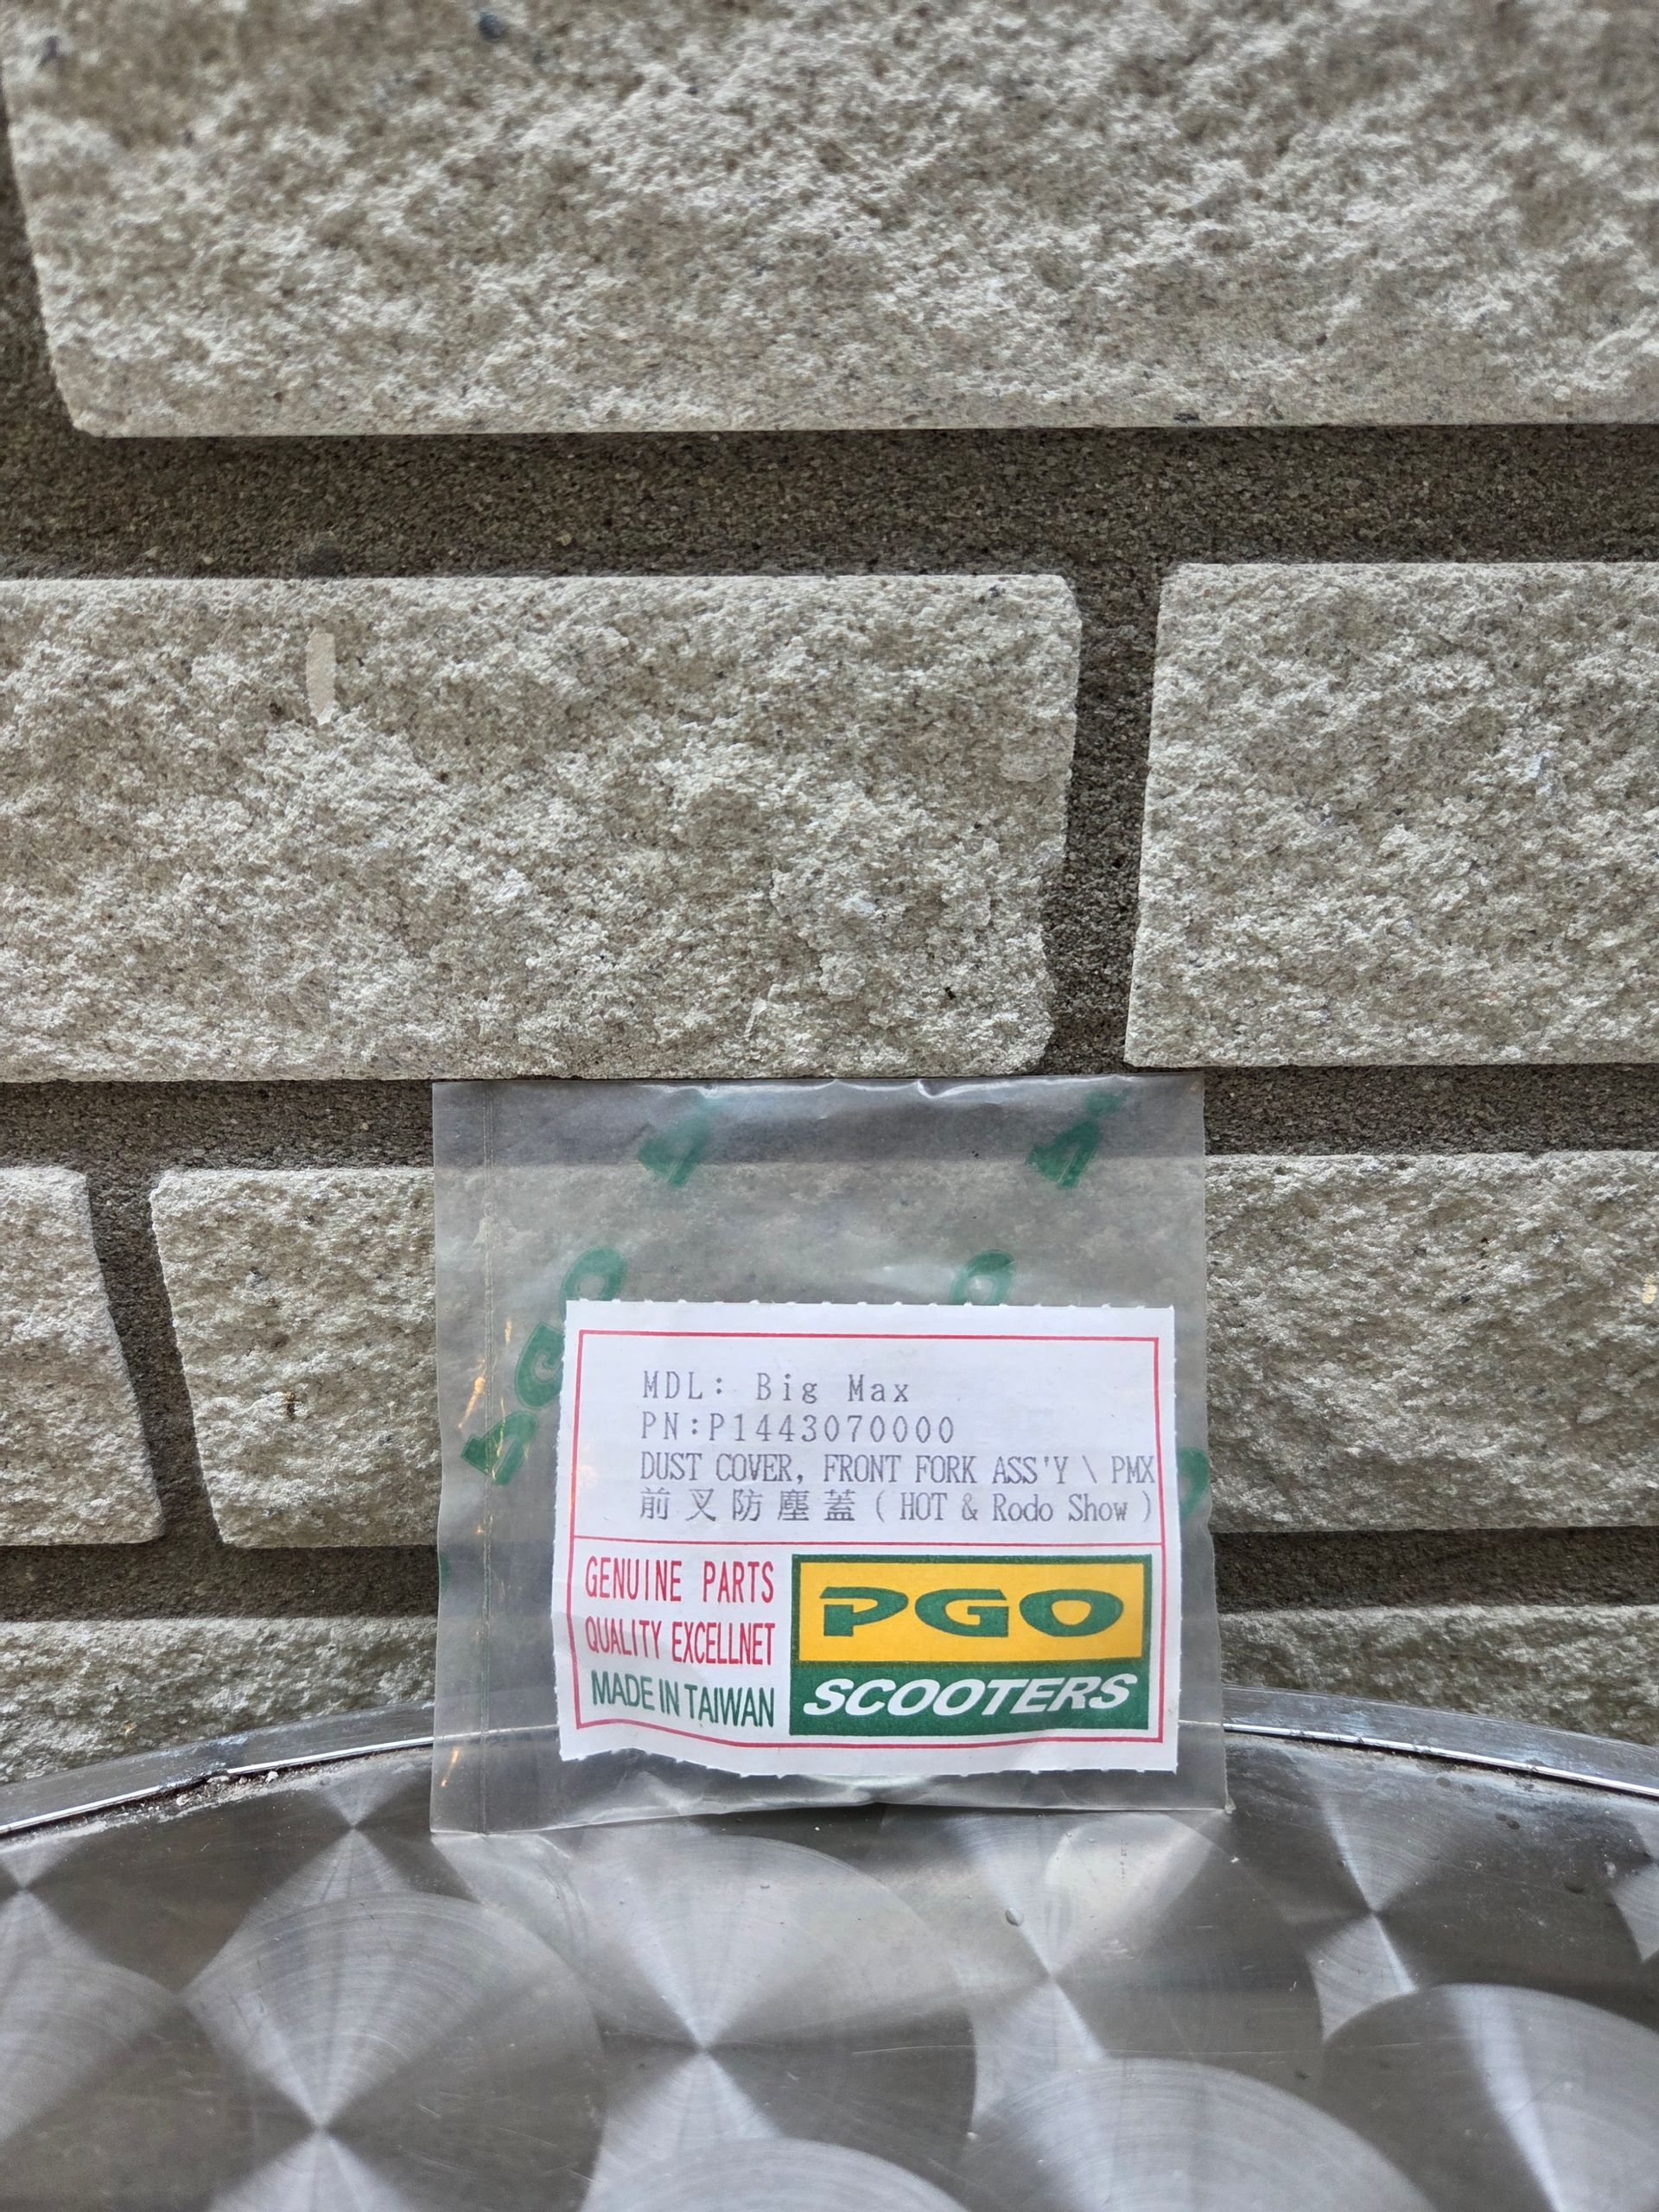 PGO
MDL: Big Max
PN:P1443070000
DUST COVER, FRONT FORK ASS'Y \ PMX
前叉防塵蓋 ( HOT & Rodo Show )
GENUINE PARTS
QUALITY EXCELLNET
MADE IN TAIWAN
PGO
SCOOTERS